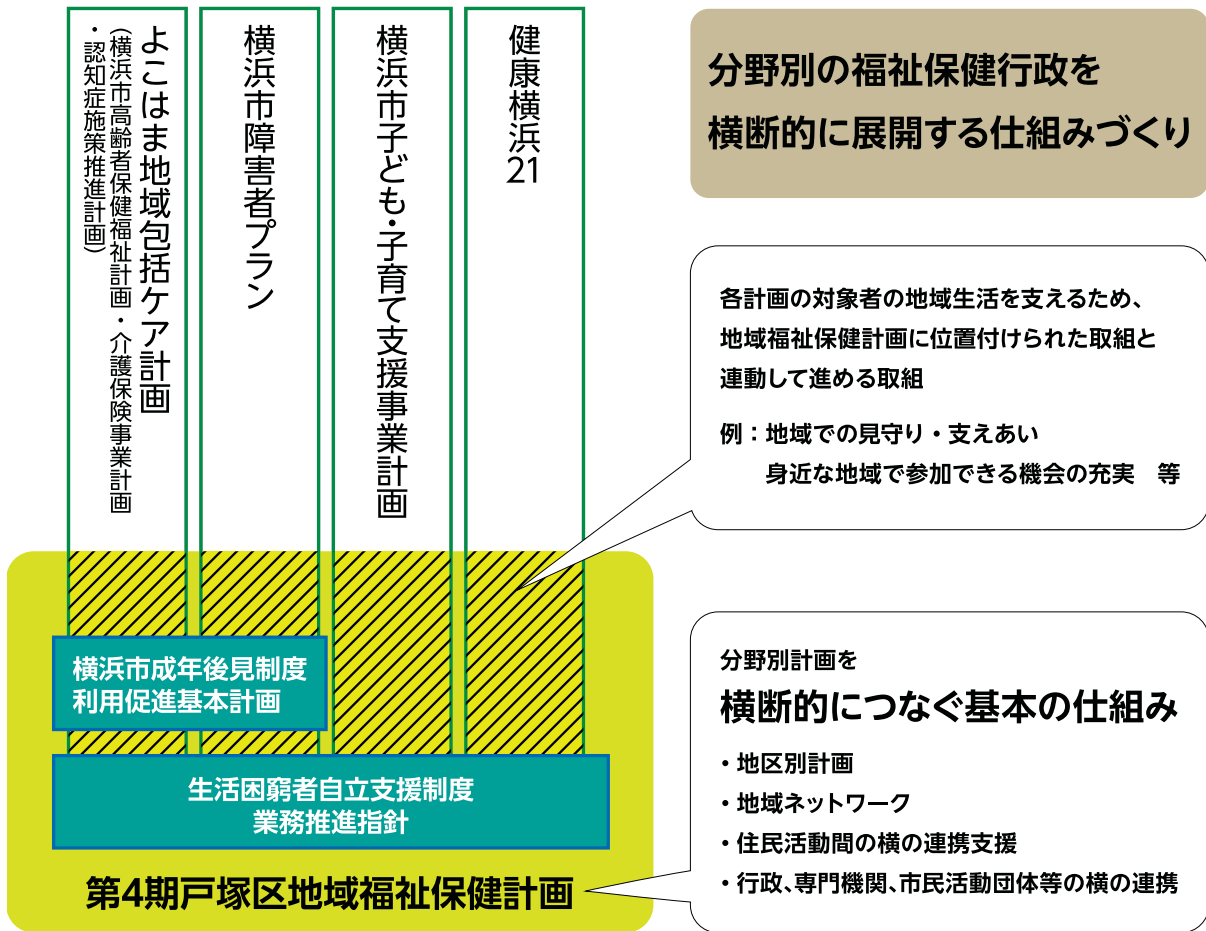 よこはま地域包括ケア計画
(横浜市高齢者保健福祉計画・介護保険事業計画
・認知症施策推進計画)
横浜市障害者プラン
横浜市子ども・子育て支援事業計画
健康横浜21
分野別の福祉保健行政を
横断的に展開する仕組みづくり
各計画の対象者の地域生活を支えるため、
地域福祉保健計画に位置付けられた取組と
連動して進める取組
例：地域での見守り・支えあい
身近な地域で参加できる機会の充実　等
横浜市成年後見制度
利用促進基本計画
生活困窮者自立支援制度
業務推進指針
第4期戸塚区地域福祉保健計画
分野別計画を
横断的につなぐ基本の仕組み
・地区別計画
・地域ネットワーク
・住民活動間の横の連携支援
・行政、専門機関、市民活動団体等の横の連携